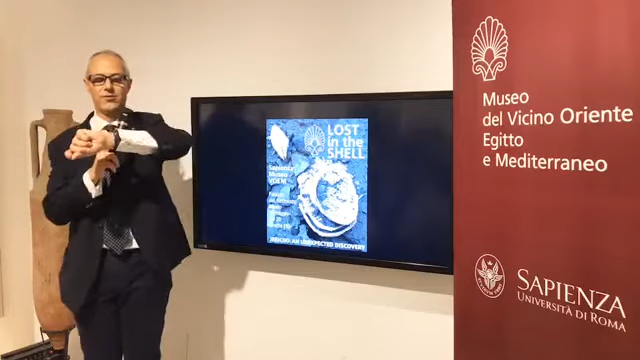 LOST
in the
SHELL
Sapienza
Museo
VOEM
JERICHO: AN UNEXPECTED DISCOVERY
Museo
del Vicino Oriente
Egitto
e Mediterraneo
SAPIENZA
UNIVERSITÀ DI ROMA